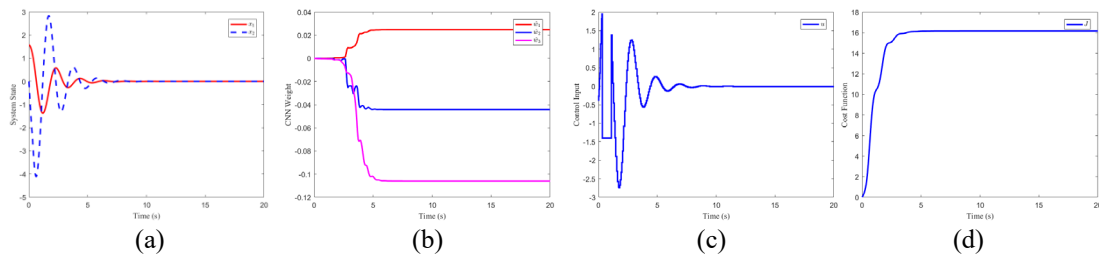 3
2
1
0
-1
-2
-3
-4
-5
System State
0 5 10 15 20
Time (s)
x₁
x₂
(a)
0.04
0.02
0
-0.02
-0.04
-0.06
-0.08
-0.1
-0.12
CNN Weight
0 5 10 15 20
Time (s)
ŵ₁
ŵ₂
ŵ₃
(b)
2
1.5
1
0.5
0
-0.5
-1
-1.5
-2
-2.5
-3
Control Input
0 5 10 15 20
Time (s)
u
(c)
18
16
14
12
10
8
6
4
2
0
Cost Function
0 5 10 15 20
Time (s)
J
(d)